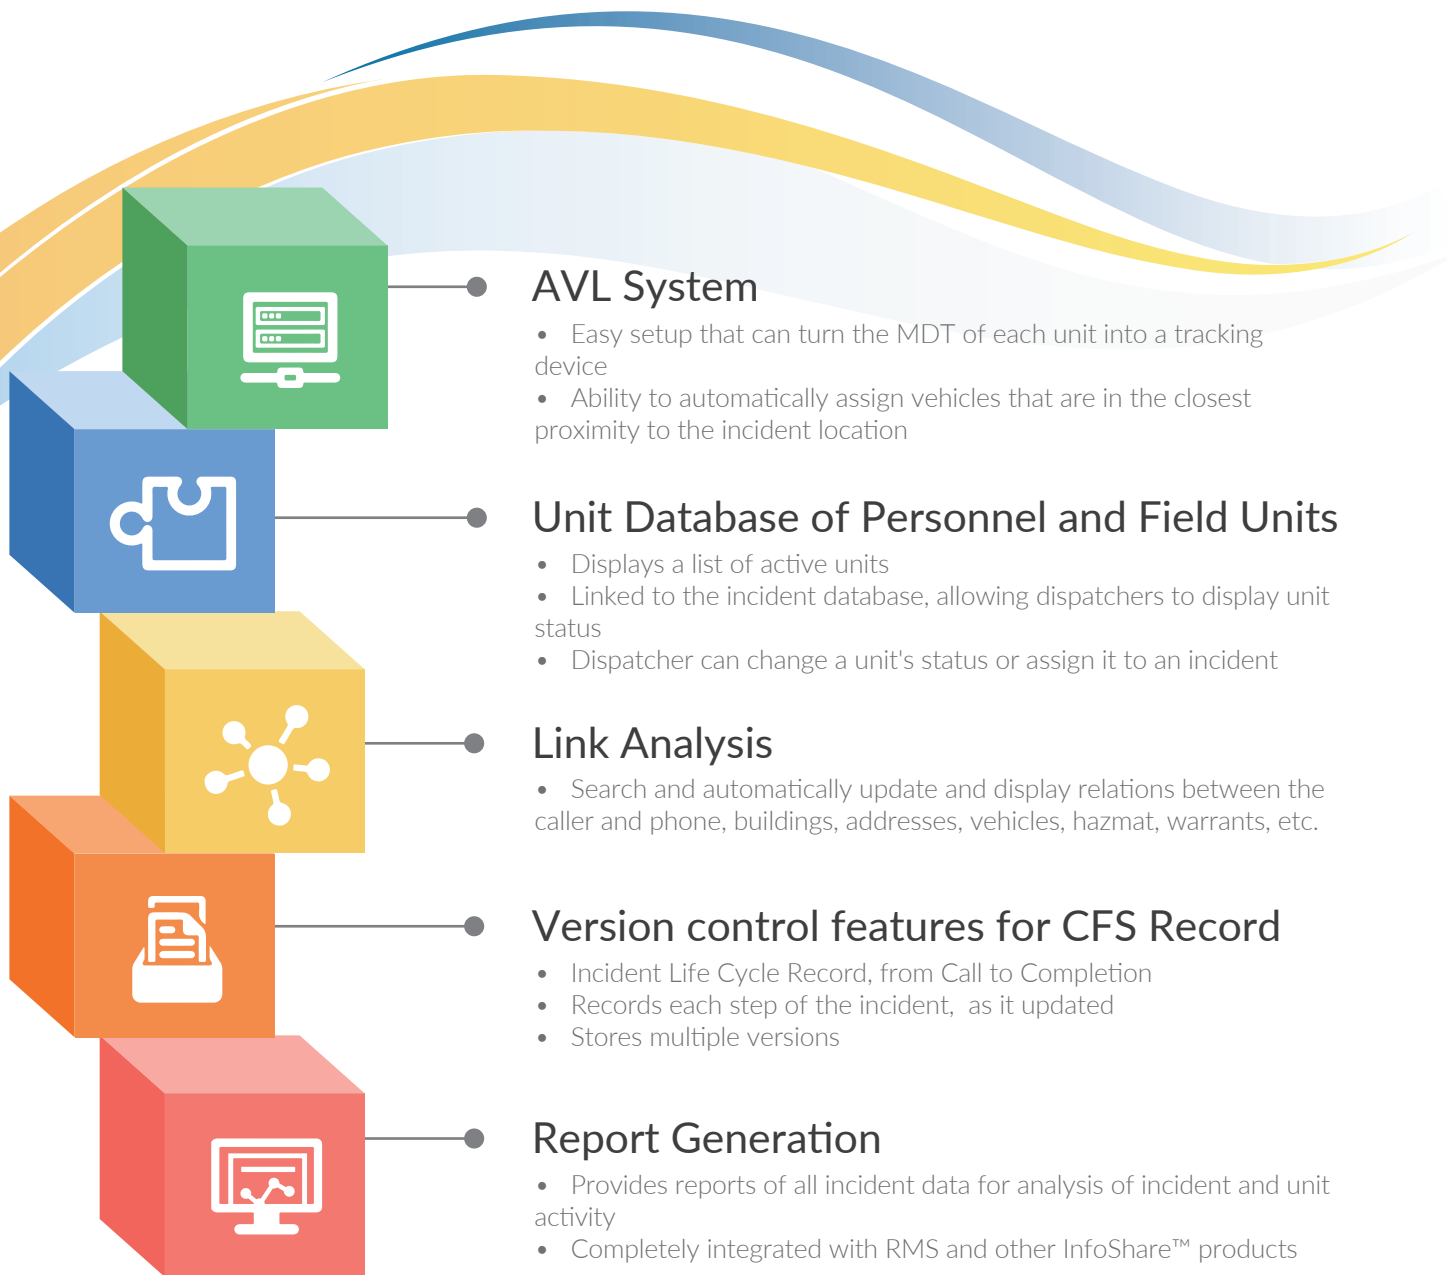 AVL System
• Easy setup that can turn the MDT of each unit into a tracking
device
• Ability to automatically assign vehicles that are in the closest
proximity to the incident location
Unit Database of Personnel and Field Units
• Displays a list of active units
• Linked to the incident database, allowing dispatchers to display unit
status
• Dispatcher can change a unit's status or assign it to an incident
Link Analysis
• Search and automatically update and display relations between the
caller and phone, buildings, addresses, vehicles, hazmat, warrants, etc.
Version control features for CFS Record
• Incident Life Cycle Record, from Call to Completion
• Records each step of the incident,  as it updated
• Stores multiple versions
Report Generation
• Provides reports of all incident data for analysis of incident and unit
activity
• Completely integrated with RMS and other InfoShare™ products